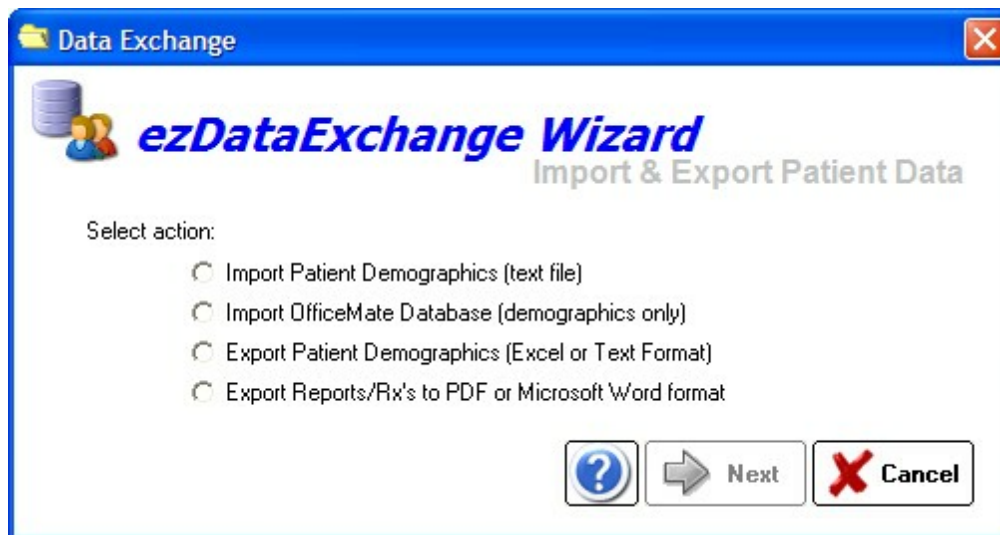 Data Exchange
ezDataExchange Wizard
Import & Export Patient Data
Select action:
Import Patient Demographics (text file)
Import OfficeMate Database (demographics only)
Export Patient Demographics (Excel or Text Format)
Export Reports/Rx's to PDF or Microsoft Word format
? Next Cancel